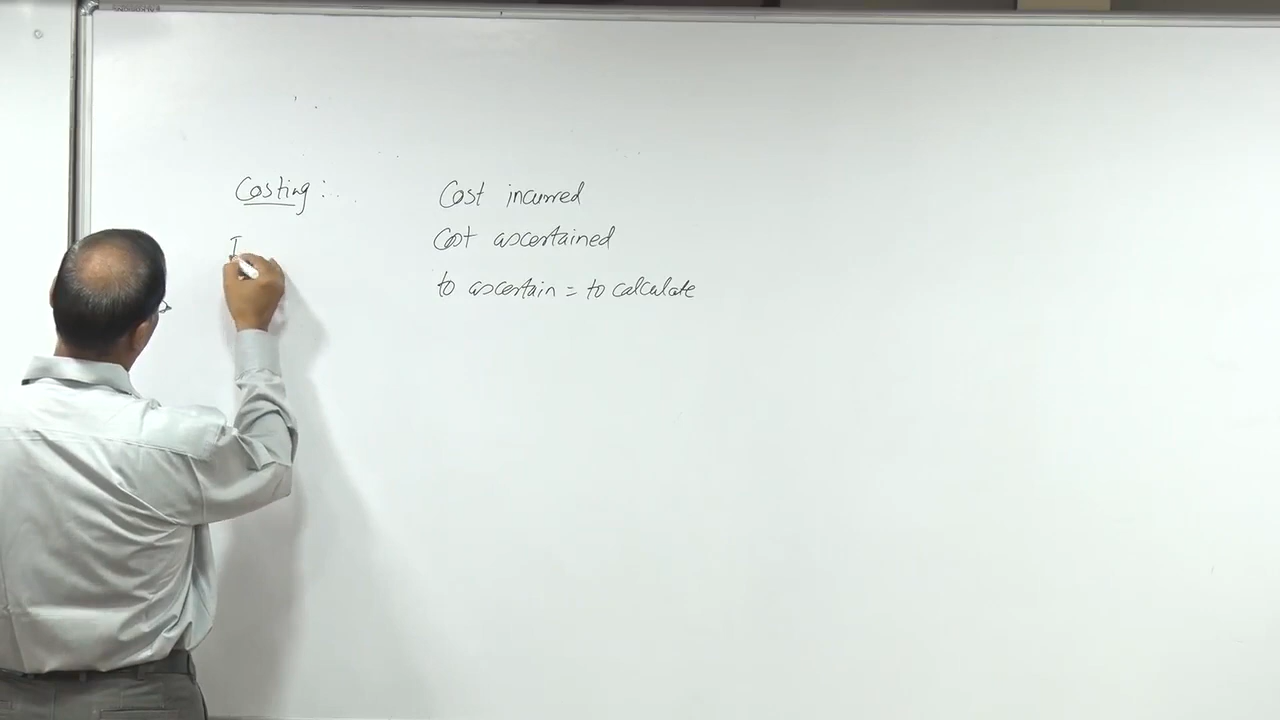 Costing :
Cost incurred
Cost ascertained
to ascertain = to calculate
I